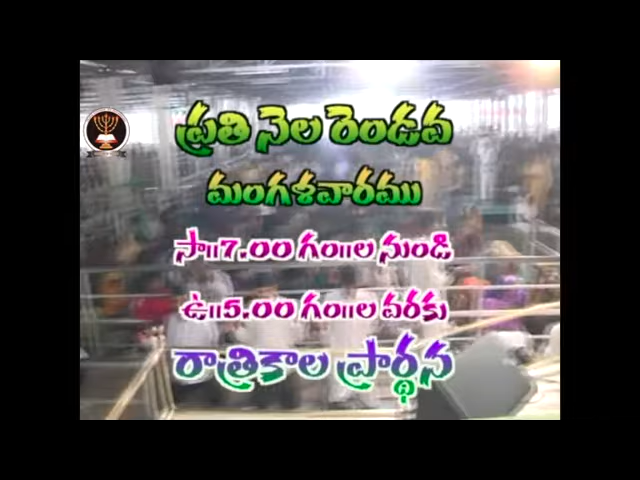 ప్రతి నెల రెండవ
మంగళవారము
సా॥7.00 గం॥ల నుండి
ఉ॥5.00 గం॥ల వరకు
రాత్రికాల ప్రార్థన